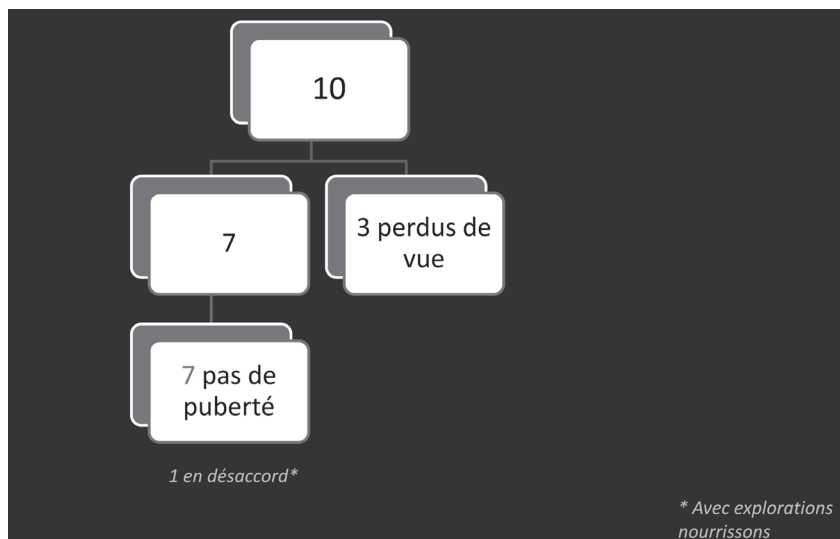 10
7
3 perdus de
vue
7 pas de
puberté
1 en désaccord*
* Avec explorations
nourrissons